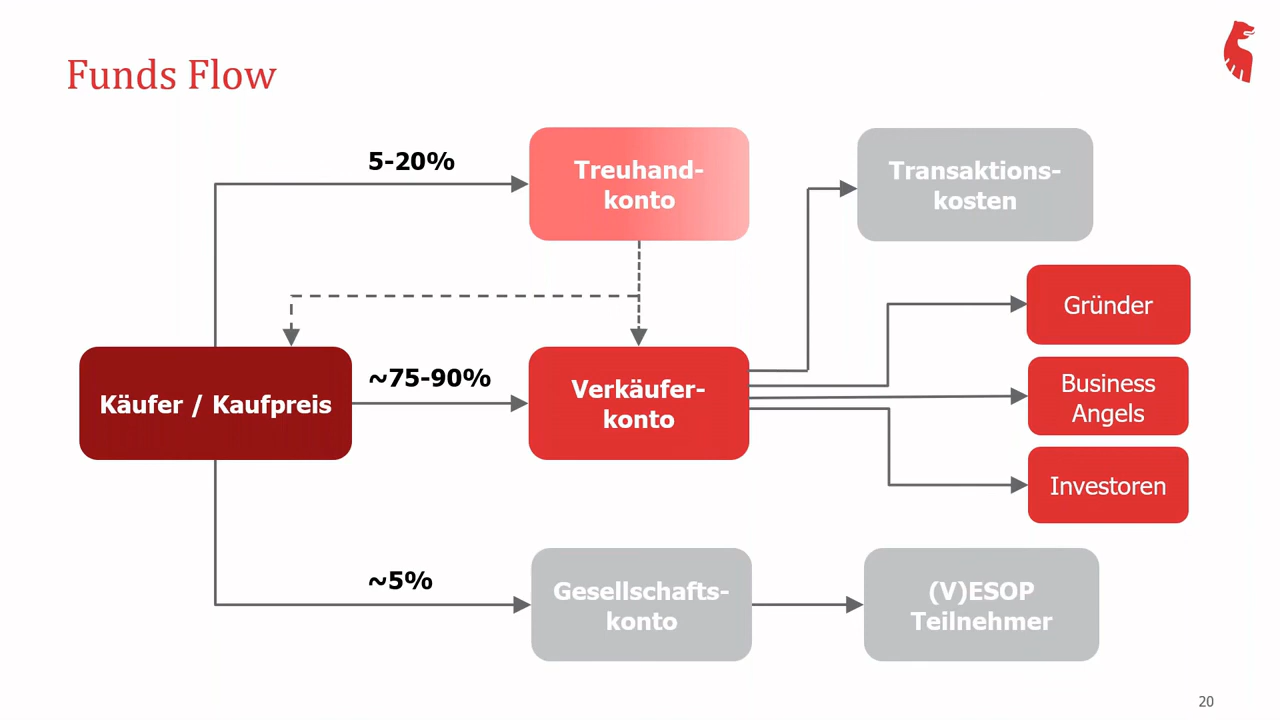 Funds Flow
5-20%
Treuhand-
konto
Transaktions-
kosten
Gründer
Käufer / Kaufpreis
~75-90%
Verkäufer-
konto
Business
Angels
Investoren
~5%
Gesellschafts-
konto
(V)ESOP
Teilnehmer
20